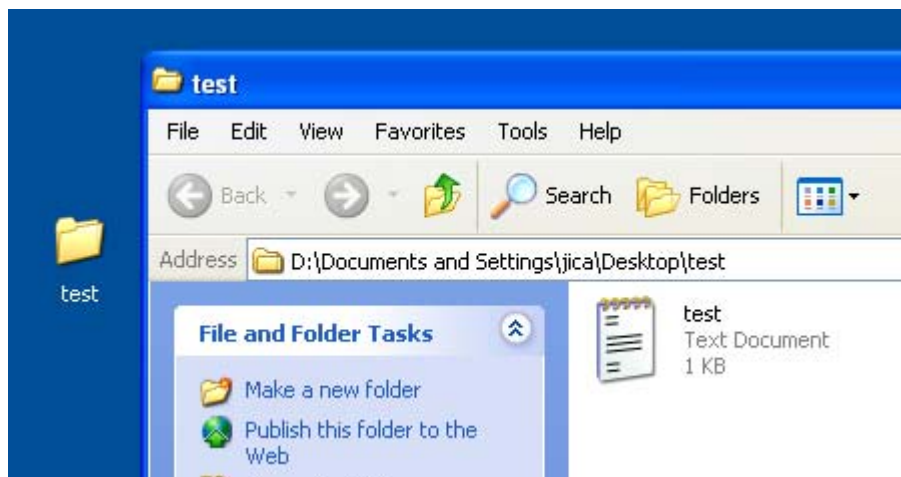 test
File Edit View Favorites Tools Help
Back Search Folders
Address D:\Documents and Settings\jica\Desktop\test
test
File and Folder Tasks
Make a new folder
Publish this folder to the
Web
test
Text Document
1 KB